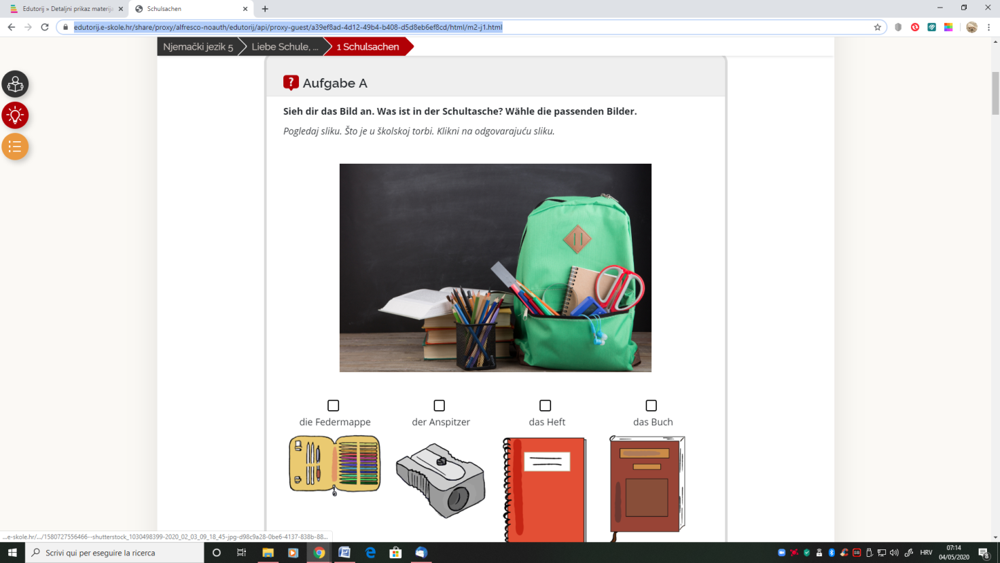 Edutorij » Detaljni prikaz materija
Schulsachen
edutorij.e-skole.hr/share/proxy/alfresco-noauth/edutorij/api/proxy-guest/a39ef8ad-4d12-49b4-b408-d5d8eb6ef8cd/html/m2-j1.html
Njemački jezik 5
Liebe Schule, ...
1 Schulsachen
? Aufgabe A
Sieh dir das Bild an. Was ist in der Schultasche? Wähle die passenden Bilder.
Pogledaj sliku. Što je u školskoj torbi. Klikni na odgovarajuću sliku.
die Federmappe
der Anspitzer
das Heft
das Buch
...e-skole.hr/.../1580727556466--shutterstock_1030498399-2020_02_03_09_18_45-jpg-d98c9a28-0be6-4137-838b-88...
Scrivi qui per eseguire la ricerca
HRV
07:14
04/05/2020
8